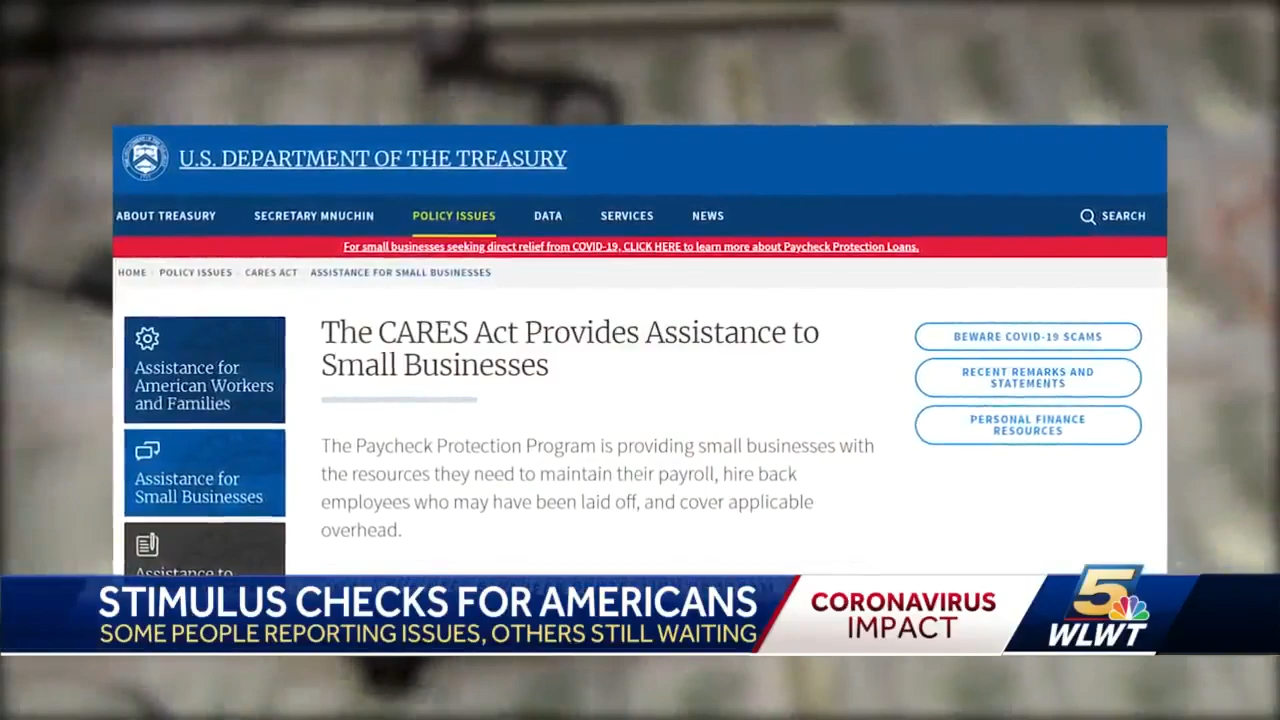 U.S. DEPARTMENT OF THE TREASURY
ABOUT TREASURY SECRETARY MNUCHIN POLICY ISSUES DATA SERVICES NEWS SEARCH
For small businesses seeking direct relief from COVID-19, CLICK HERE to learn more about Paycheck Protection Loans.
HOME POLICY ISSUES CARES ACT ASSISTANCE FOR SMALL BUSINESSES
Assistance for
American Workers
and Families
Assistance for
Small Businesses
Assistance to
The CARES Act Provides Assistance to
Small Businesses
The Paycheck Protection Program is providing small businesses with
the resources they need to maintain their payroll, hire back
employees who may have been laid off, and cover applicable
overhead.
BEWARE COVID-19 SCAMS
RECENT REMARKS AND
STATEMENTS
PERSONAL FINANCE
RESOURCES
STIMULUS CHECKS FOR AMERICANS
SOME PEOPLE REPORTING ISSUES, OTHERS STILL WAITING
CORONAVIRUS
IMPACT
5
WLWT